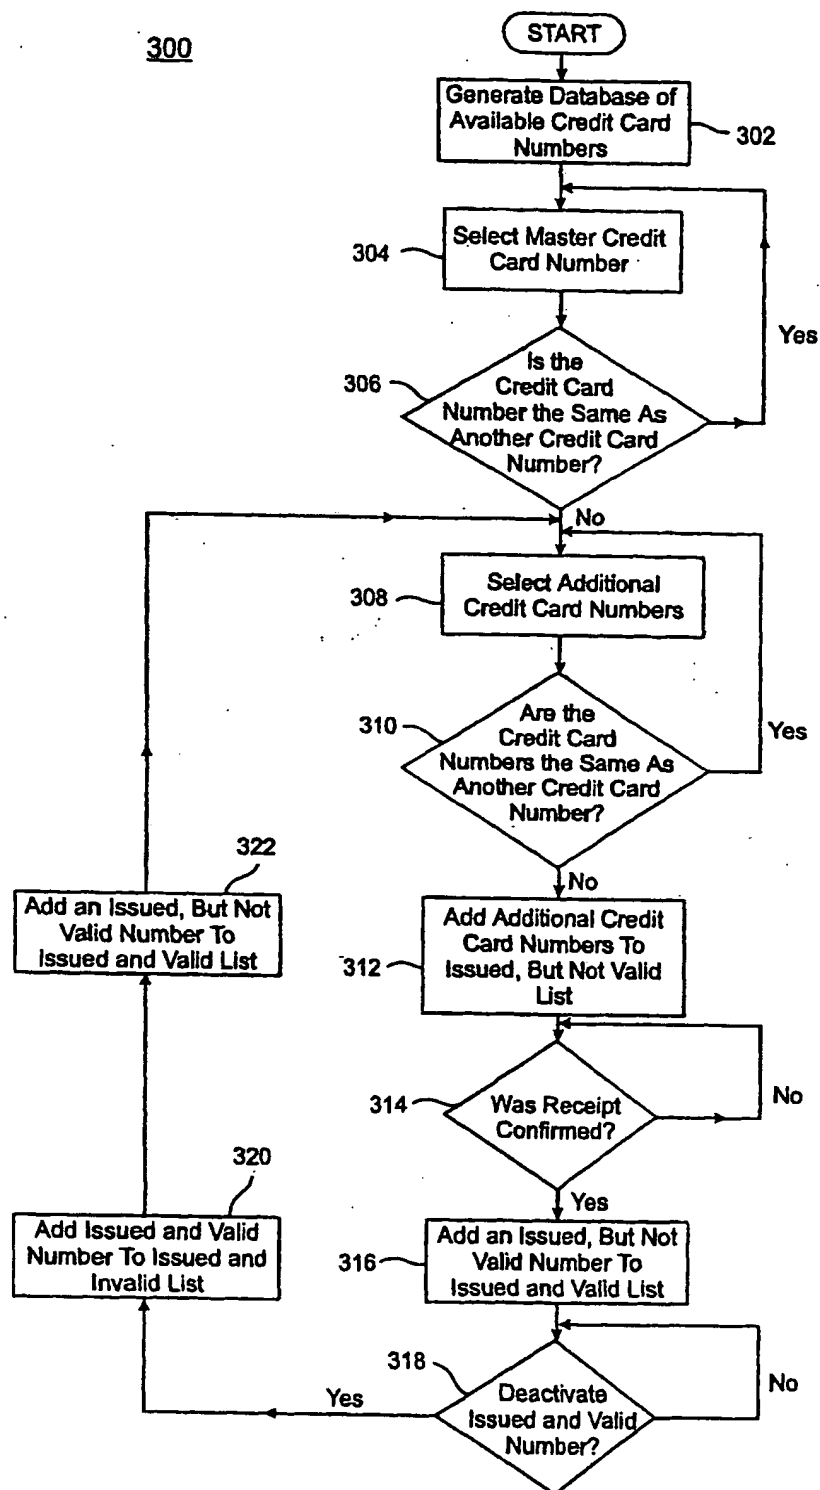 300
START
Generate Database of
Available Credit Card
Numbers
302
Select Master Credit
Card Number
304
Yes
Is the
Credit Card
Number the Same As
Another Credit Card
Number?
306
No
Select Additional
Credit Card Numbers
308
Are the
Credit Card
Numbers the Same As
Another Credit Card
Number?
310
Yes
No
322
Add an Issued, But Not
Valid Number To
Issued and Valid List
Add Additional Credit
Card Numbers To
Issued, But Not Valid
List
312
Was Receipt
Confirmed?
314
No
Yes
320
Add Issued and Valid
Number To Issued and
Invalid List
Add an Issued, But Not
Valid Number To
Issued and Valid List
316
318
Deactivate
Issued and Valid
Number?
No
Yes